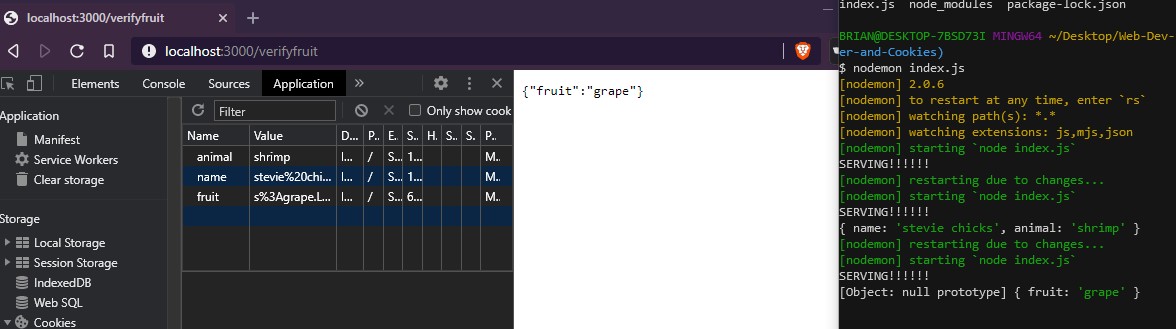 localhost:3000/verifyfruit
localhost:3000/verifyfruit
Elements Console Sources Application »
Application
Manifest
Service Workers
Clear storage
Storage
Local Storage
Session Storage
IndexedDB
Web SQL
Cookies
Filter
Only show cook
Name Value D... P.. E. S... H. S. S. P..
animal shrimp l... / S... 1... M..
name stevie%20chi... l... / S... 1... M..
fruit s%3Agrape.L... l... / S... 6... M..
{"fruit":"grape"}
index.js node_modules package-lock.json
BRIAN@DESKTOP-7BSD73I MINGW64 ~/Desktop/Web-Dev-
er-and-Cookies)
$ nodemon index.js
[nodemon] 2.0.6
[nodemon] to restart at any time, enter `rs`
[nodemon] watching path(s): *.*
[nodemon] watching extensions: js,mjs,json
[nodemon] starting `node index.js`
SERVING!!!!!!
[nodemon] restarting due to changes...
[nodemon] starting `node index.js`
SERVING!!!!!!
{ name: 'stevie chicks', animal: 'shrimp' }
[nodemon] restarting due to changes...
[nodemon] starting `node index.js`
SERVING!!!!!!
[Object: null prototype] { fruit: 'grape' }